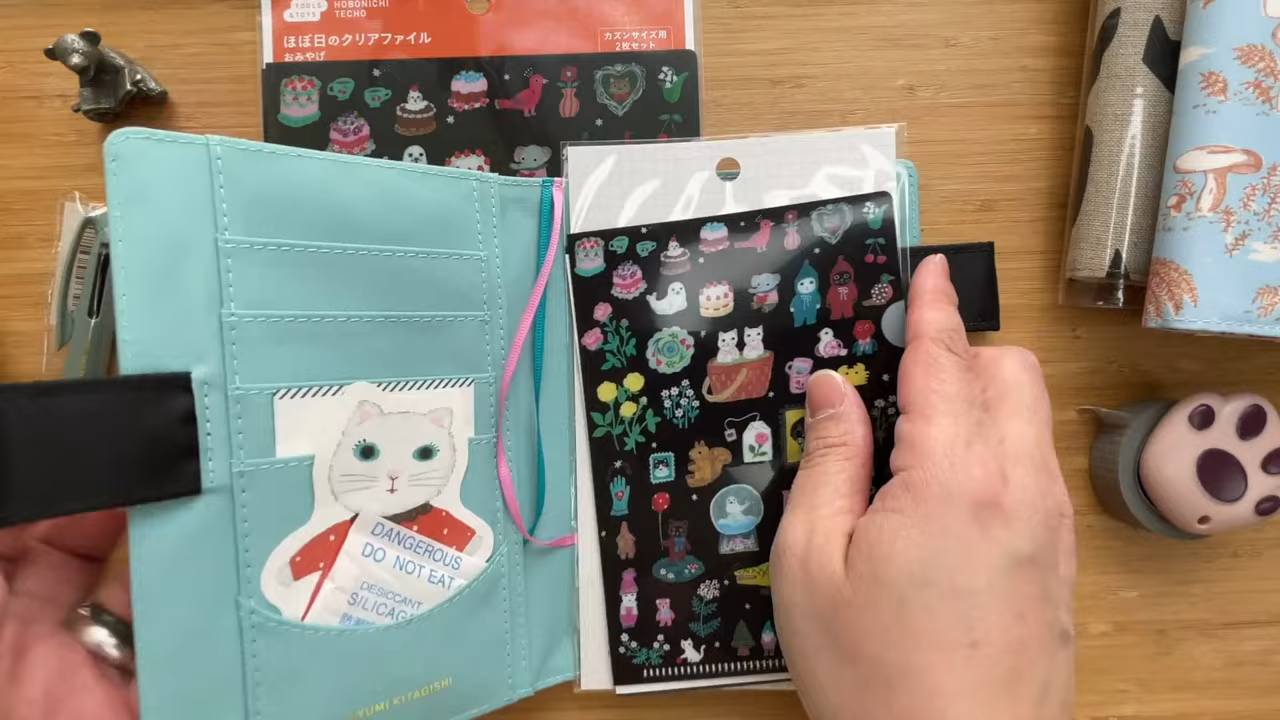 TOOLS
&TOYS
HOBONICHI
TECHO
ほぼ日のクリアファイル
おみやげ
カズンサイズ用
2枚セット
DANGEROUS
DO NOT EAT
DESICCANT
YUMI KITAGISHI